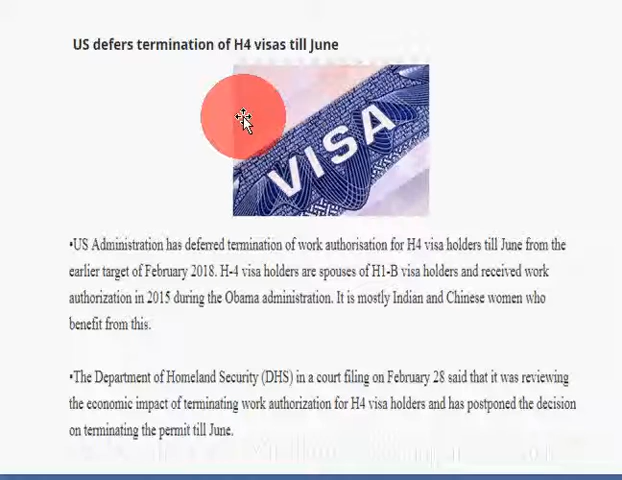 US defers termination of H4 visas till June
VISA
•US Administration has deferred termination of work authorisation for H4 visa holders till June from the
earlier target of February 2018. H-4 visa holders are spouses of H1-B visa holders and received work
authorization in 2015 during the Obama administration. It is mostly Indian and Chinese women who
benefit from this.
•The Department of Homeland Security (DHS) in a court filing on February 28 said that it was reviewing
the economic impact of terminating work authorization for H4 visa holders and has postponed the decision
on terminating the permit till June.